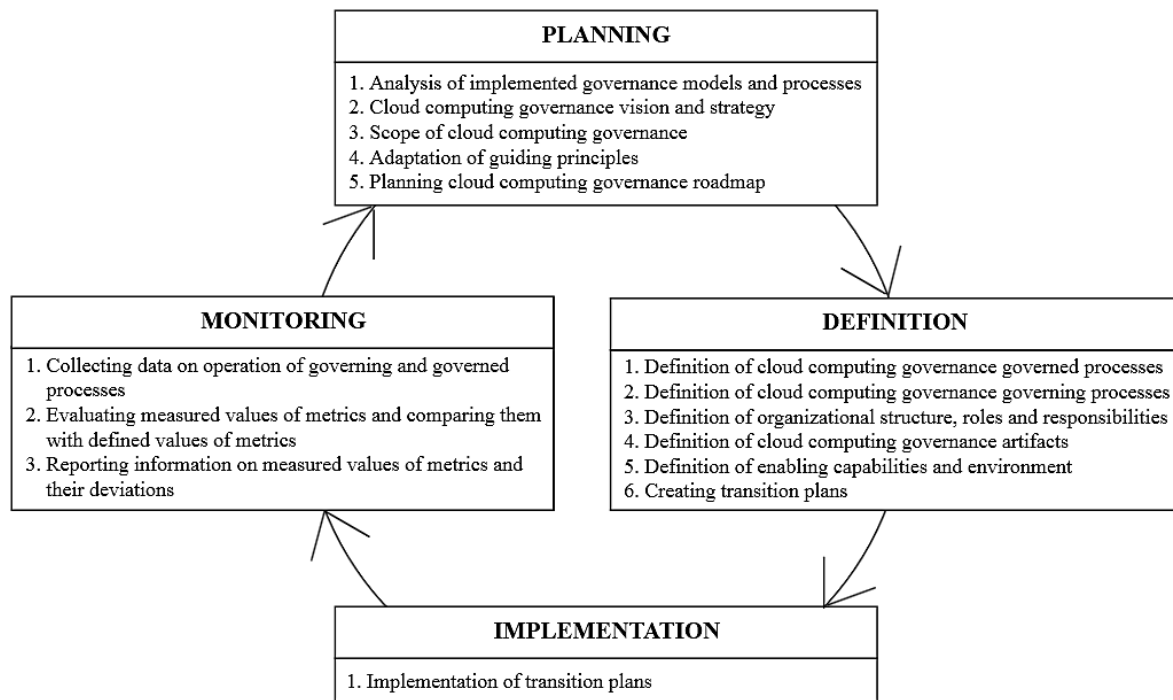 PLANNING
1. Analysis of implemented governance models and processes
2. Cloud computing governance vision and strategy
3. Scope of cloud computing governance
4. Adaptation of guiding principles
5. Planning cloud computing governance roadmap
MONITORING
1. Collecting data on operation of governing and governed
processes
2. Evaluating measured values of metrics and comparing them
with defined values of metrics
3. Reporting information on measured values of metrics and
their deviations
DEFINITION
1. Definition of cloud computing governance governed processes
2. Definition of cloud computing governance governing processes
3. Definition of organizational structure, roles and responsibilities
4. Definition of cloud computing governance artifacts
5. Definition of enabling capabilities and environment
6. Creating transition plans
IMPLEMENTATION
1. Implementation of transition plans